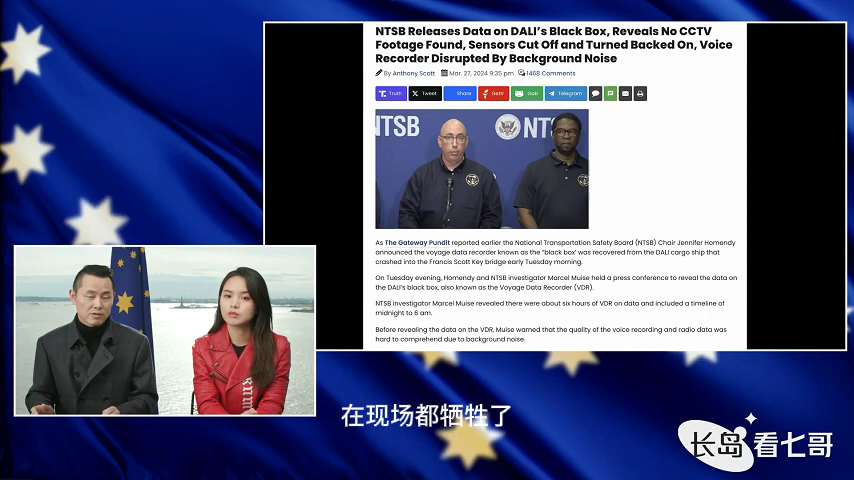 NTSB Releases Data on DALI’s Black Box, Reveals No CCTV
Footage Found, Sensors Cut Off and Turned Backed On, Voice
Recorder Disrupted By Background Noise
By Anthony Scott Mar. 27, 2024 9:35 pm 1468 Comments
Truth Tweet Share Gettr Gab Telegram
NTSB NTS
As The Gateway Pundit reported earlier the National Transportation Safety Board (NTSB) Chair Jennifer Homendy
announced the voyage data recorder known as the “black box’ was recovered from the DALI cargo ship that
crashed into the Francis Scott Key bridge early Tuesday morning.
On Tuesday evening, Homendy and NTSB investigator Marcel Muise held a press conference to reveal the data on
the DALI’s black box, also known as the Voyage Data Recorder (VDR).
NTSB investigator Marcel Muise revealed there were about six hours of VDR on data and included a timeline of
midnight to 6 am.
Before revealing the data on the VDR, Muise warned that the quality of the voice recording and radio data was
hard to comprehend due to background noise.
在现场都牺牲了
长岛看七哥